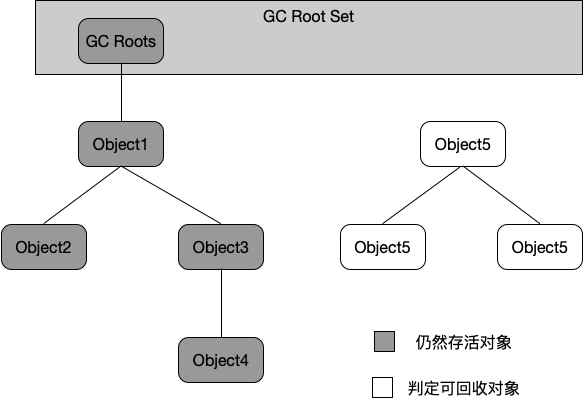 GC Root Set
GC Roots
Object1
Object5
Object2
Object3
Object5
Object5
Object4
仍然存活对象
判定可回收对象